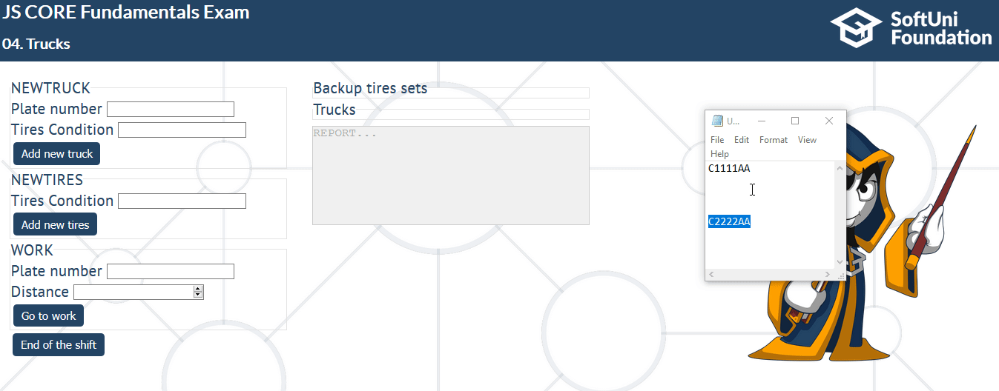 JS CORE Fundamentals Exam
04. Trucks
SoftUni
Foundation
NEWTRUCK
Plate number
Tires Condition
Add new truck
NEWTIRES
Tires Condition
Add new tires
WORK
Plate number
Distance
Go to work
End of the shift
Backup tires sets
Trucks
REPORT...
U...
File Edit Format View
Help
C1111AA
C2222AA